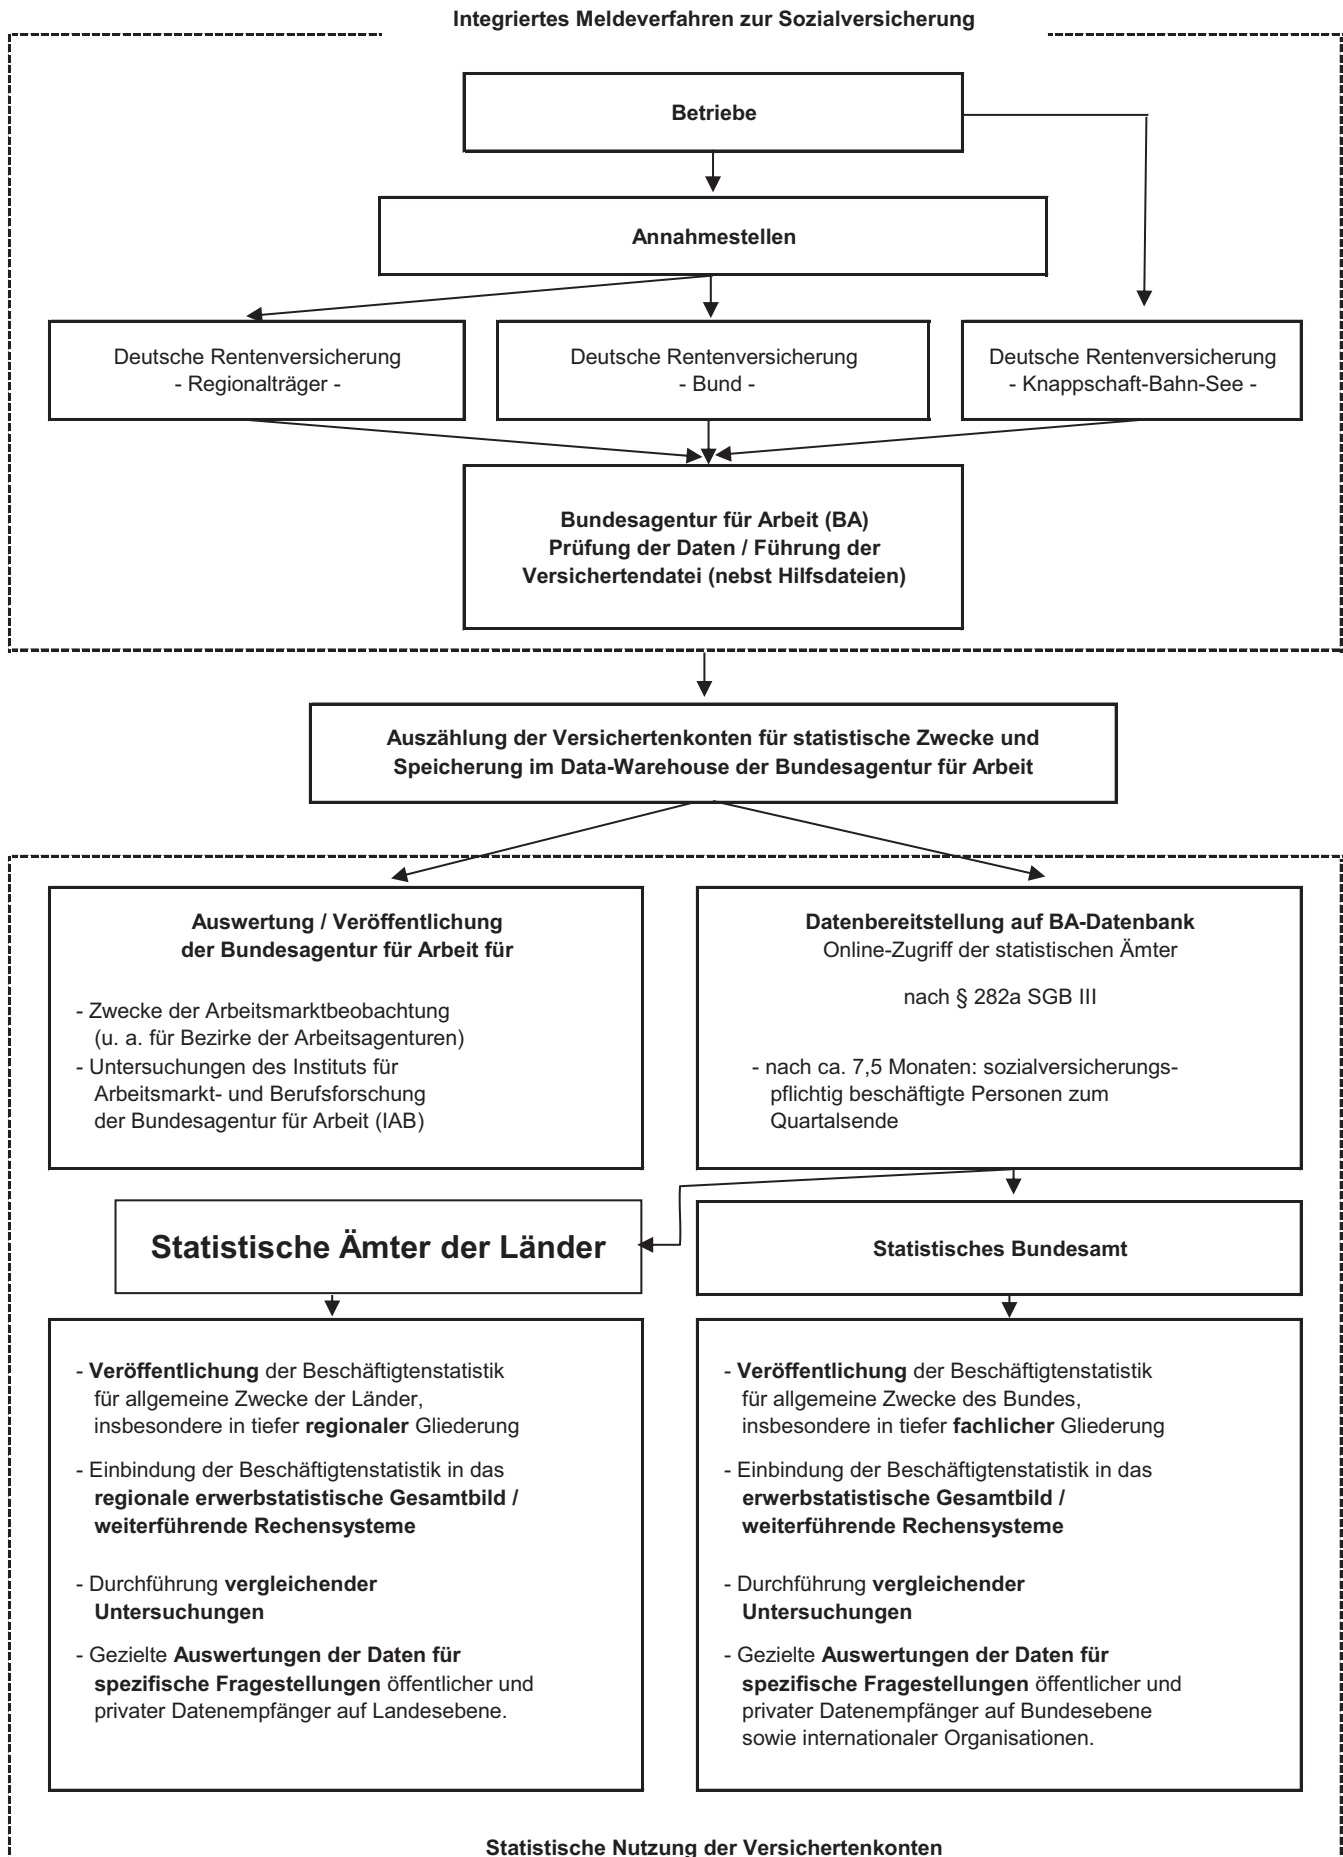 Integriertes Meldeverfahren zur Sozialversicherung
Betriebe
Annahmestellen
Deutsche Rentenversicherung
- Regionalträger -
Deutsche Rentenversicherung
- Bund -
Deutsche Rentenversicherung
- Knappschaft-Bahn-See -
Bundesagentur für Arbeit (BA)
Prüfung der Daten / Führung der
Versichertendatei (nebst Hilfsdateien)
Auszählung der Versichertenkonten für statistische Zwecke und
Speicherung im Data-Warehouse der Bundesagentur für Arbeit
Auswertung / Veröffentlichung
der Bundesagentur für Arbeit für
- Zwecke der Arbeitsmarktbeobachtung
(u. a. für Bezirke der Arbeitsagenturen)
- Untersuchungen des Instituts für
Arbeitsmarkt- und Berufsforschung
der Bundesagentur für Arbeit (IAB)
Datenbereitstellung auf BA-Datenbank
Online-Zugriff der statistischen Ämter
nach § 282a SGB III
- nach ca. 7,5 Monaten: sozialversicherungs-
pflichtig beschäftigte Personen zum
Quartalsende
Statistische Ämter der Länder
Statistisches Bundesamt
- Veröffentlichung der Beschäftigtenstatistik
für allgemeine Zwecke der Länder,
insbesondere in tiefer regionaler Gliederung
- Einbindung der Beschäftigtenstatistik in das
regionale erwerbstatistische Gesamtbild /
weiterführende Rechensysteme
- Durchführung vergleichender
Untersuchungen
- Gezielte Auswertungen der Daten für
spezifische Fragestellungen öffentlicher und
privater Datenempfänger auf Landesebene.
- Veröffentlichung der Beschäftigtenstatistik
für allgemeine Zwecke des Bundes,
insbesondere in tiefer fachlicher Gliederung
- Einbindung der Beschäftigtenstatistik in das
erwerbstatistische Gesamtbild /
weiterführende Rechensysteme
- Durchführung vergleichender
Untersuchungen
- Gezielte Auswertungen der Daten für
spezifische Fragestellungen öffentlicher und
privater Datenempfänger auf Bundesebene
sowie internationaler Organisationen.
Statistische Nutzung der Versichertenkonten